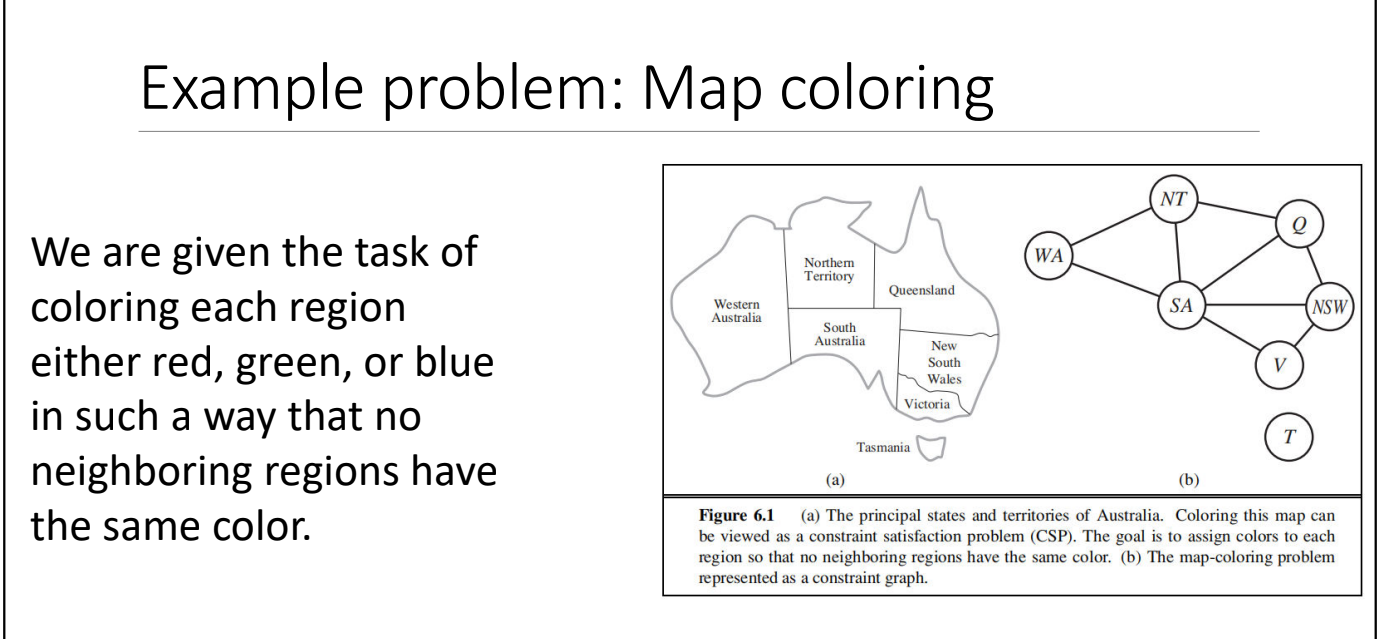 Example problem: Map coloring
We are given the task of
coloring each region
either red, green, or blue
in such a way that no
neighboring regions have
the same color.
Western
Australia
Northern
Territory
Queensland
South
Australia
New
South
Wales
Victoria
Tasmania
(a)
NT
Q
WA
SA
NSW
V
T
(b)
Figure 6.1 (a) The principal states and territories of Australia. Coloring this map can
be viewed as a constraint satisfaction problem (CSP). The goal is to assign colors to each
region so that no neighboring regions have the same color. (b) The map-coloring problem
represented as a constraint graph.